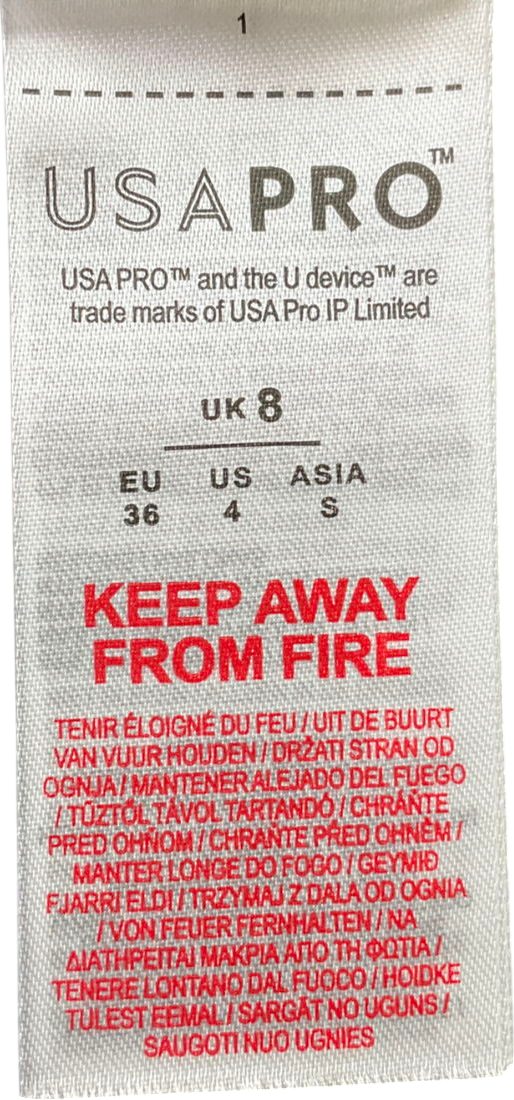 1
USAPRO™
USA PRO™ and the U device™ are
trade marks of USA Pro IP Limited
UK 8
EU US ASIA
36 4 S
KEEP AWAY
FROM FIRE
TENIR ÉLOIGNÉ DU FEU / UIT DE BUURT
VAN VUUR HOUDEN / DRŽATI STRAN OD
OGNJA / MANTENER ALEJADO DEL FUEGO
/ TŰZTŐL TÁVOL TARTANDÓ / CHRÁŇTE
PRED OHŇOM / CHRAŇTE PŘED OHNĚM /
MANTER LONGE DO FOGO / GEYMIÐ
FJARRI ELDI / TRZYMAJ Z DALA OD OGNIA
/ VON FEUER FERNHALTEN / ΝΑ
ΔΙΑΤΗΡΕΙΤΑΙ ΜΑΚΡΙΑ ΑΠΟ ΤΗ ΦΩΤΙΑ /
TENERE LONTANO DAL FUOCO / HOIDKE
TULEST EEMAL / SARGĀT NO UGUNS /
SAUGOTI NUO UGNIES